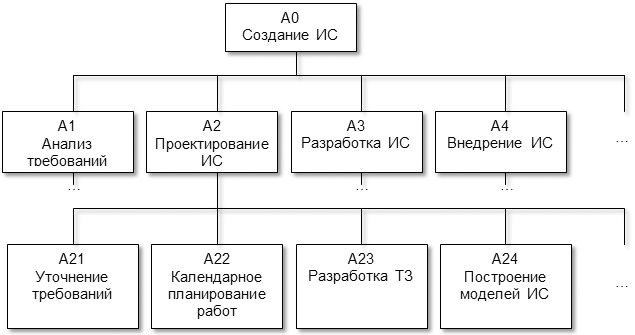 А0
Создание ИС
А1
Анализ
требований
А2
Проектирование
ИС
А3
Разработка ИС
А4
Внедрение ИС
...
...
...
...
А21
Уточнение
требований
А22
Календарное
планирование
работ
А23
Разработка ТЗ
А24
Построение
моделей ИС
...